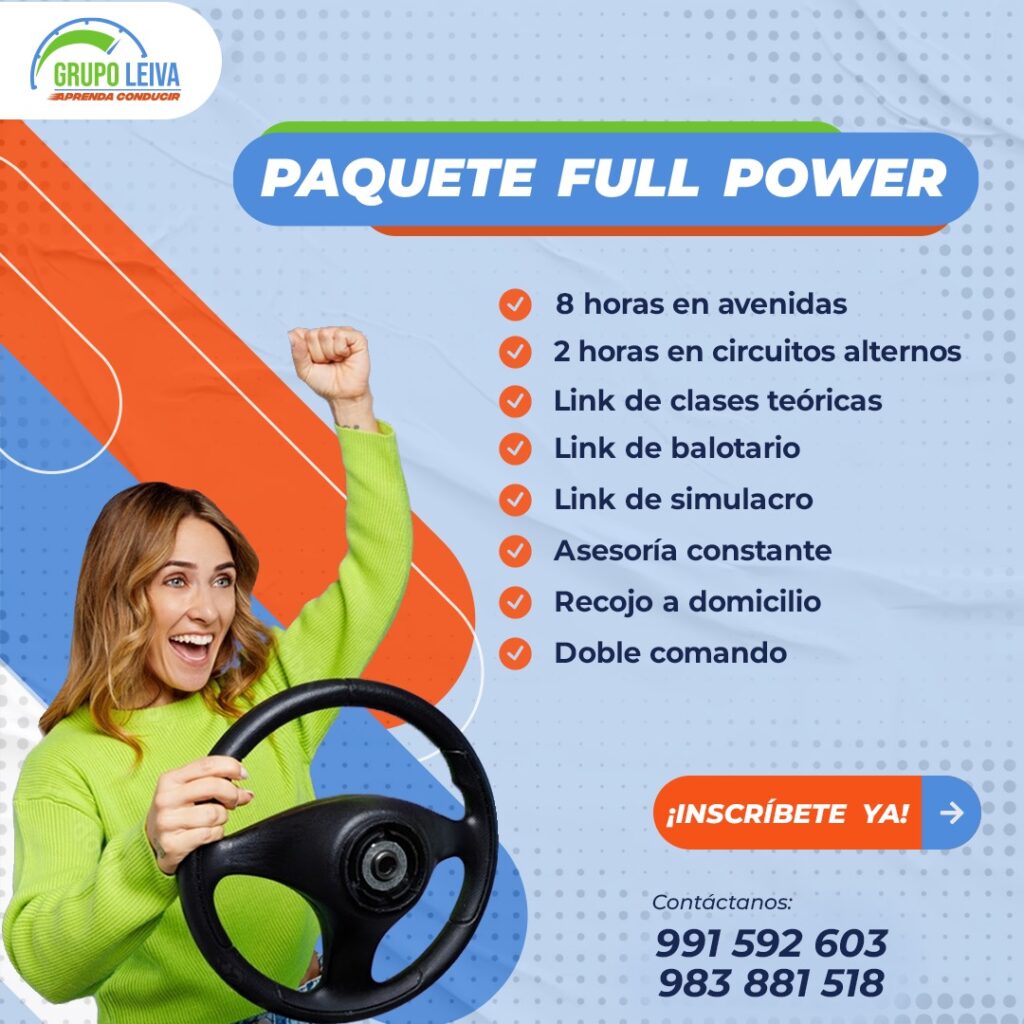 GRUPO LEIVA
APRENDA CONDUCIR
PAQUETE FULL POWER
8 horas en avenidas
2 horas en circuitos alternos
Link de clases teóricas
Link de balotario
Link de simulacro
Asesoría constante
Recojo a domicilio
Doble comando
¡INSCRÍBETE YA!
Contáctanos:
991 592 603
983 881 518